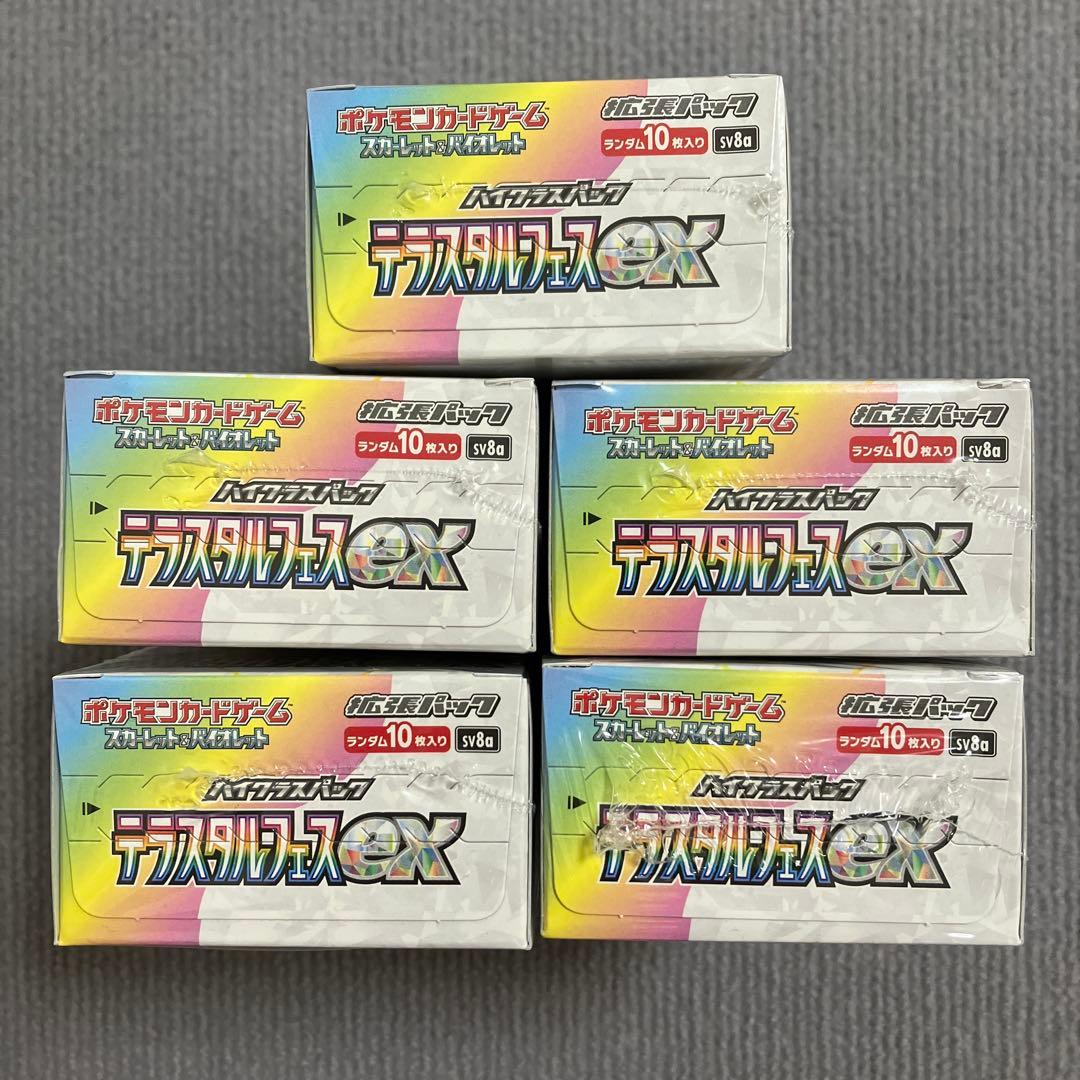 ポケモンカードゲーム
スカーレット&バイオレット
拡張パック
ランダム10枚入り sv8a
ハイクラスパック
テラスタルフェスex
ポケモンカードゲーム
スカーレット&バイオレット
拡張パック
ランダム10枚入り sv8a
ハイクラスパック
テラスタルフェスex
ポケモンカードゲーム
スカーレット&バイオレット
拡張パック
ランダム10枚入り sv8a
ハイクラスパック
テラスタルフェスex
ポケモンカードゲーム
スカーレット&バイオレット
拡張パック
ランダム10枚入り sv8a
ハイクラスパック
テラスタルフェスex
ポケモンカードゲーム
スカーレット&バイオレット
拡張パック
ランダム10枚入り sv8a
ハイクラスパック
テラスタルフェスex